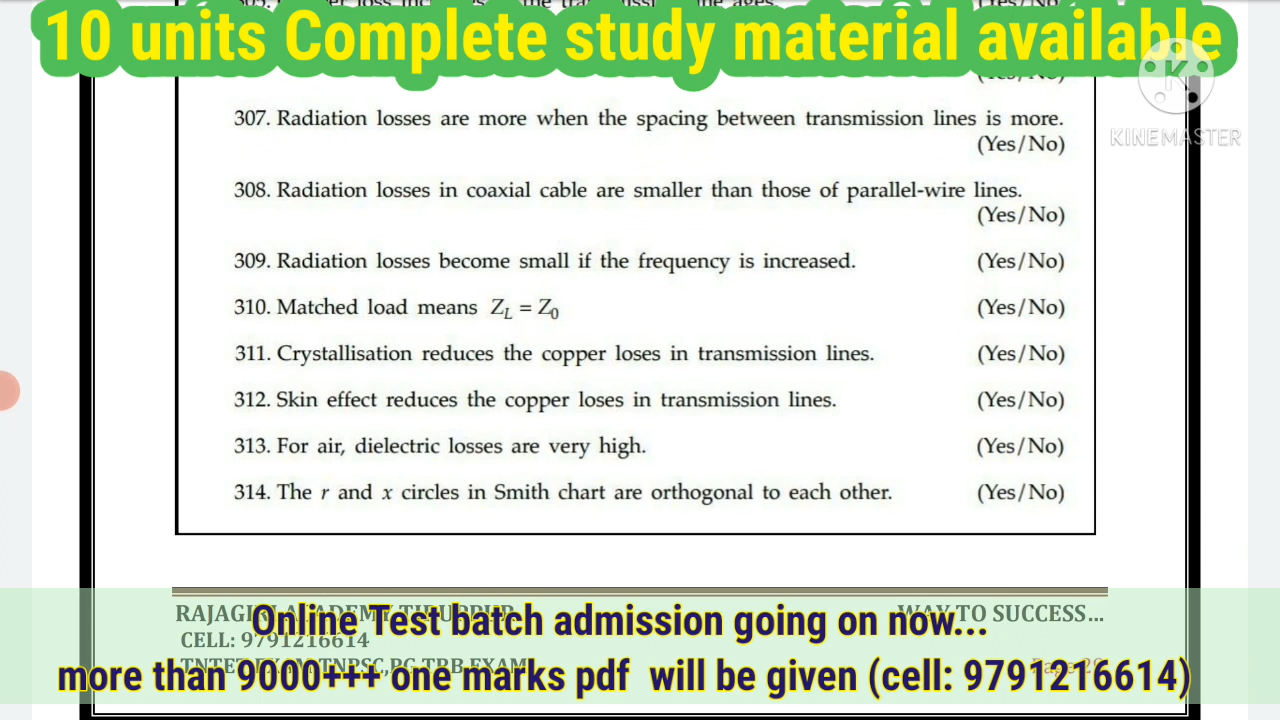 10 units Complete study material available
KINEMASTER
307. Radiation losses are more when the spacing between transmission lines is more.
(Yes/No)
308. Radiation losses in coaxial cable are smaller than those of parallel-wire lines.
(Yes/No)
309. Radiation losses become small if the frequency is increased. (Yes/No)
310. Matched load means Z_L = Z_0 (Yes/No)
311. Crystallisation reduces the copper loses in transmission lines. (Yes/No)
312. Skin effect reduces the copper loses in transmission lines. (Yes/No)
313. For air, dielectric losses are very high. (Yes/No)
314. The r and x circles in Smith chart are orthogonal to each other. (Yes/No)
WAY TO SUCCESS...
Online Test batch admission going on now...
CELL: 9791216614
more than 9000+++ one marks pdf will be given (cell: 9791216614)